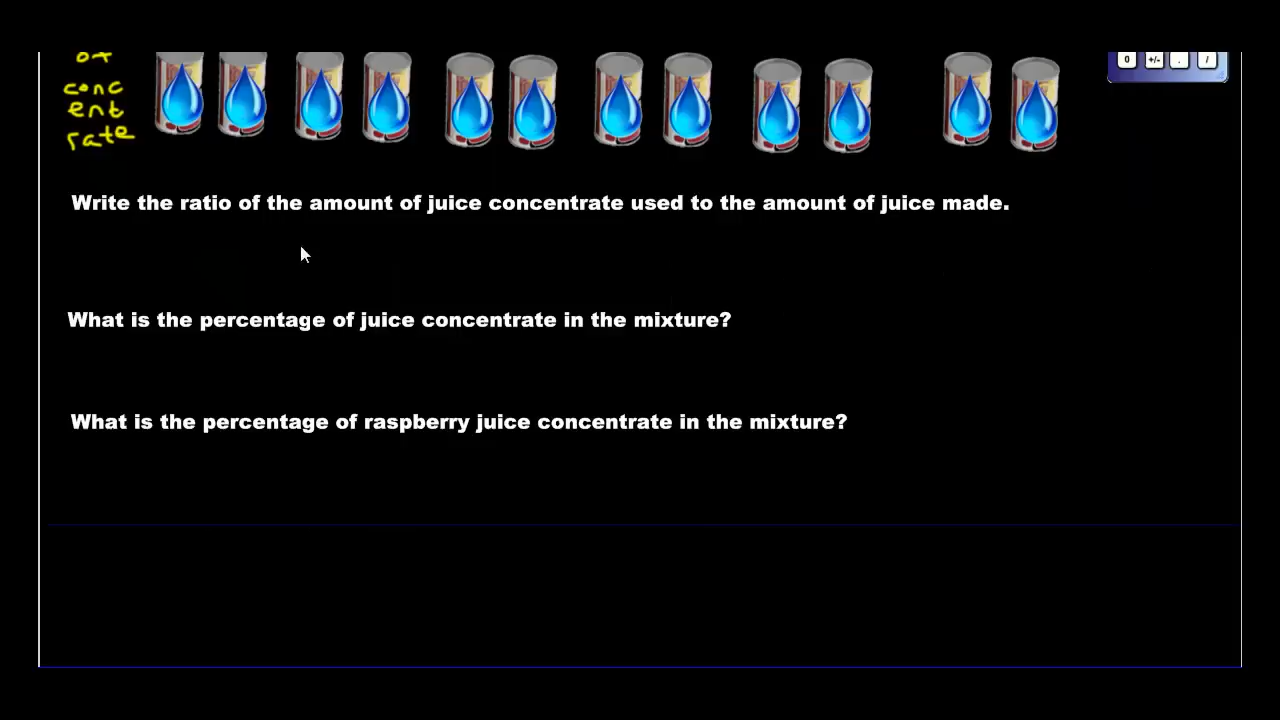 of
conc
ent
rate
0 +/- . /
Write the ratio of the amount of juice concentrate used to the amount of juice made.
What is the percentage of juice concentrate in the mixture?
What is the percentage of raspberry juice concentrate in the mixture?